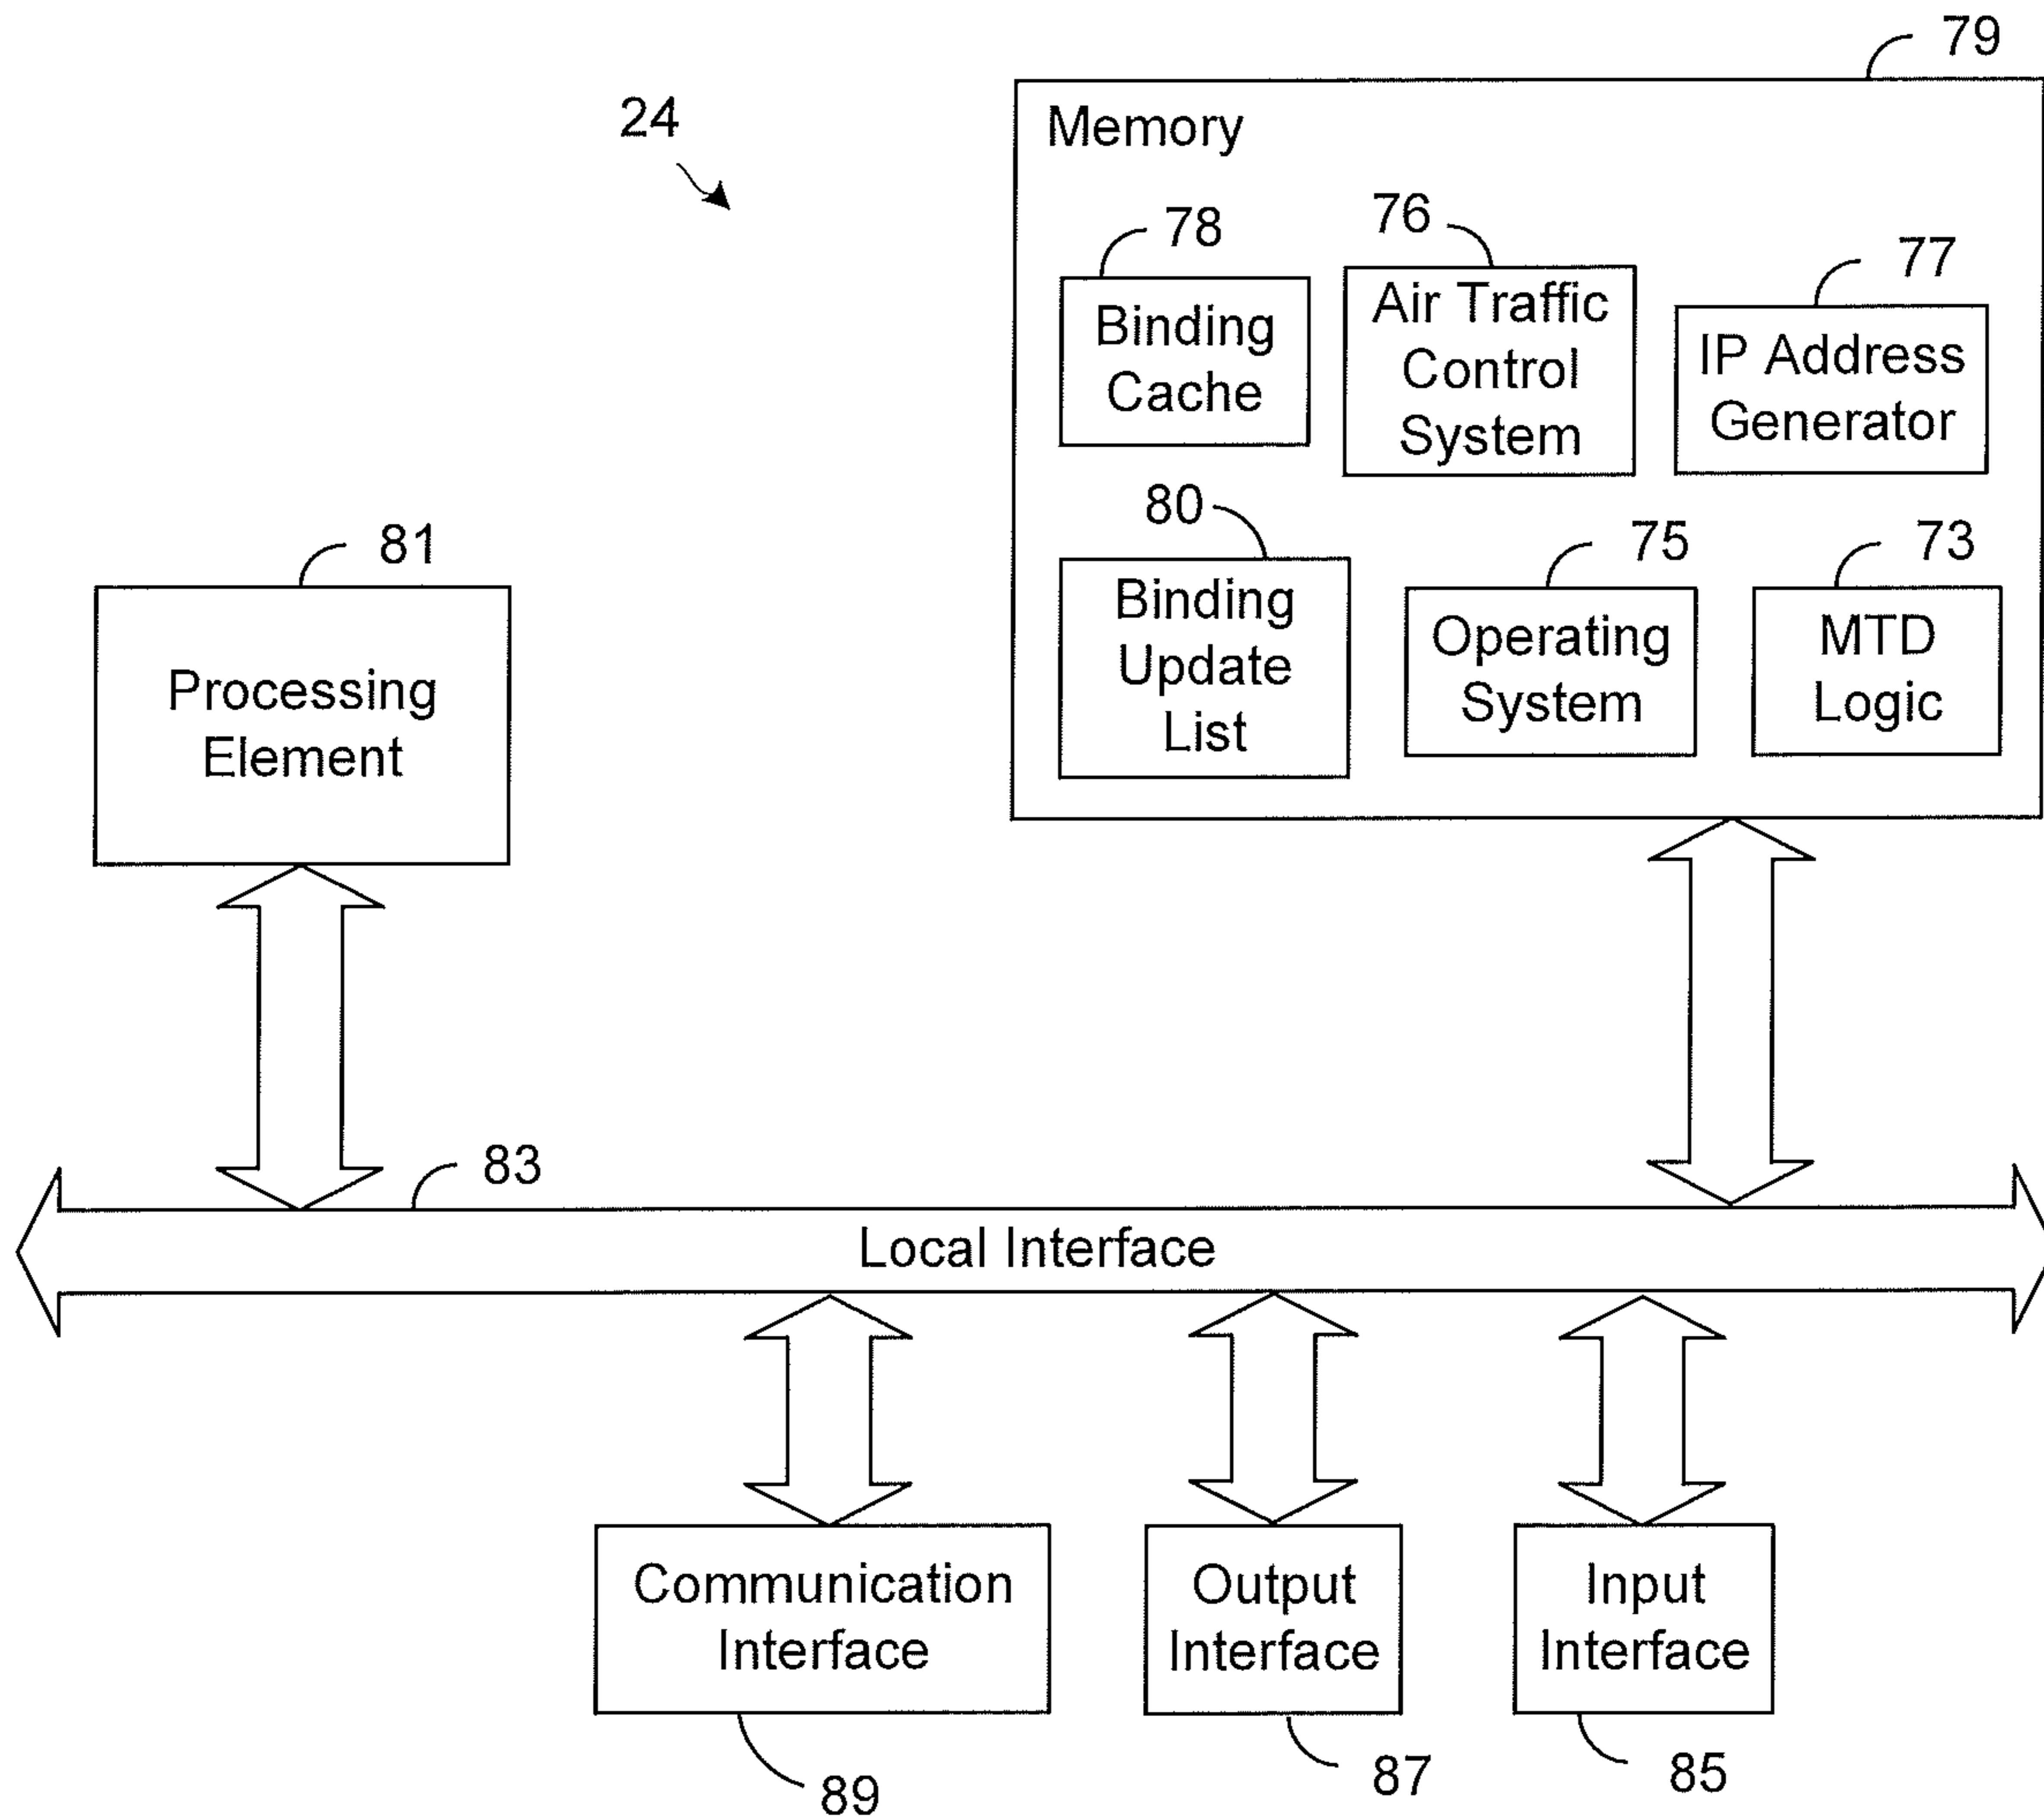 79
24
Memory
78
76
77
Binding
Cache
Air Traffic
Control
System
IP Address
Generator
80
75
73
81
Binding
Update
List
Operating
System
MTD
Logic
Processing
Element
83
Local Interface
Communication
Interface
Output
Interface
Input
Interface
89
87
85